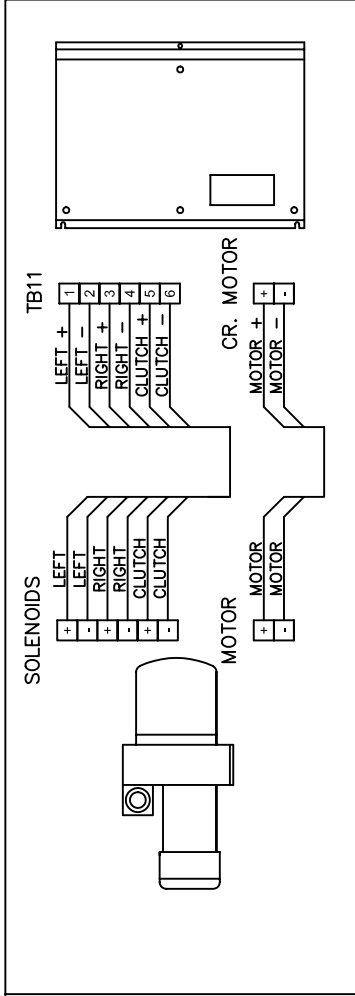 SOLENOIDS TB11
+ LEFT LEFT + 1
- LEFT LEFT - 2
+ RIGHT RIGHT + 3
- RIGHT RIGHT - 4
+ CLUTCH CLUTCH + 5
- CLUTCH CLUTCH - 6
MOTOR CR. MOTOR
+ MOTOR MOTOR + +
- MOTOR MOTOR - -